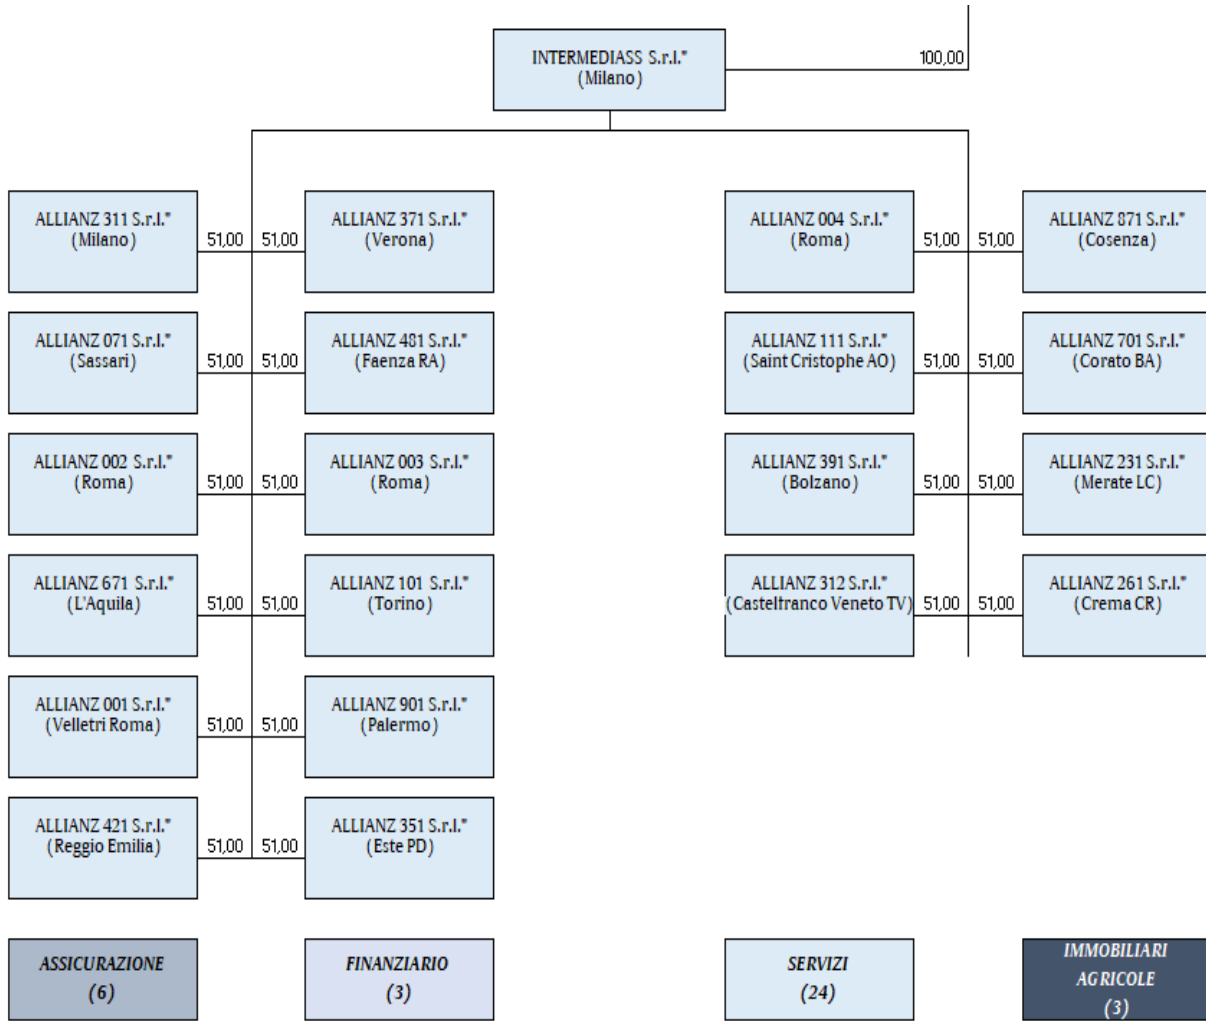 INTERMEDIASS S.r.l.*
(Milano)
100,00
ALLIANZ 311 S.r.l.*
(Milano)
51,00
51,00
ALLIANZ 371 S.r.l.*
(Verona)
ALLIANZ 004 S.r.l.*
(Roma)
51,00
51,00
ALLIANZ 871 S.r.l.*
(Cosenza)
ALLIANZ 071 S.r.l.*
(Sassari)
51,00
51,00
ALLIANZ 481 S.r.l.*
(Faenza RA)
ALLIANZ 111 S.r.l.*
(Saint Cristophe AO)
51,00
51,00
ALLIANZ 701 S.r.l.*
(Corato BA)
ALLIANZ 002 S.r.l.*
(Roma)
51,00
51,00
ALLIANZ 003 S.r.l.*
(Roma)
ALLIANZ 391 S.r.l.*
(Bolzano)
51,00
51,00
ALLIANZ 231 S.r.l.*
(Merate LC)
ALLIANZ 671 S.r.l.*
(L'Aquila)
51,00
51,00
ALLIANZ 101 S.r.l.*
(Torino)
ALLIANZ 312 S.r.l.*
(Castelfranco Veneto TV)
51,00
51,00
ALLIANZ 261 S.r.l.*
(Crema CR)
ALLIANZ 001 S.r.l.*
(Velletri Roma)
51,00
51,00
ALLIANZ 901 S.r.l.*
(Palermo)
ALLIANZ 421 S.r.l.*
(Reggio Emilia)
51,00
51,00
ALLIANZ 351 S.r.l.*
(Este PD)
ASSICURAZIONE
(6)
FINANZIARIO
(3)
SERVIZI
(24)
IMMOBILIARI
AGRICOLE
(3)